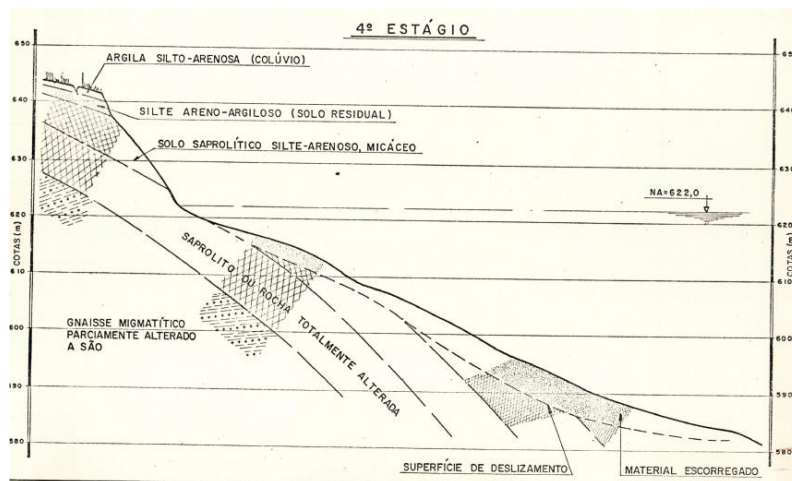 4º ESTÁGIO
650
640
630
620
610
600
590
580
COTAS (m)
ARGILA SILTO-ARENOSA (COLÚVIO)
SILTE ARENO-ARGILOSO (SOLO RESIDUAL)
SOLO SAPROLÍTICO SILTE-ARENOSO, MICÁCEO
NA=622,0
SAPROLITO OU ROCHA TOTALMENTE ALTERADA
GNAISSE MIGMATÍTICO
PARCIAMENTE ALTERADO
A SÃO
SUPERFÍCIE DE DESLIZAMENTO
MATERIAL ESCORREGADO
650
640
630
620
610
600
590
580
COTAS (m)